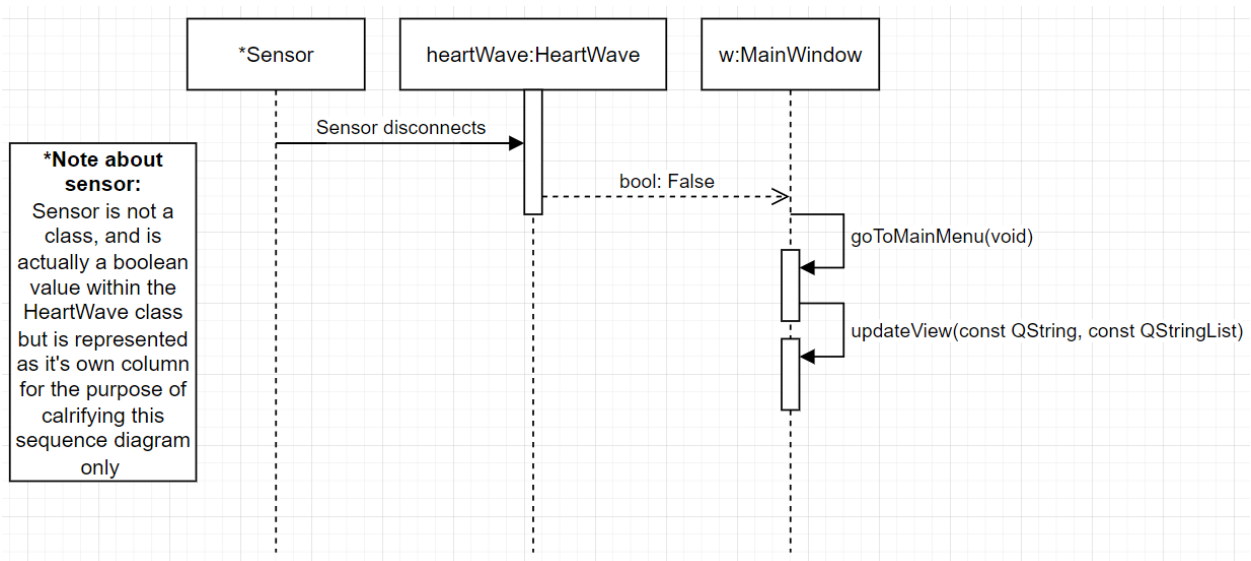 *Sensor
heartWave:HeartWave
w:MainWindow
Sensor disconnects
bool: False
goToMainMenu(void)
updateView(const QString, const QStringList)
*Note about
sensor:
Sensor is not a
class, and is
actually a boolean
value within the
HeartWave class
but is represented
as it's own column
for the purpose of
calrifying this
sequence diagram
only